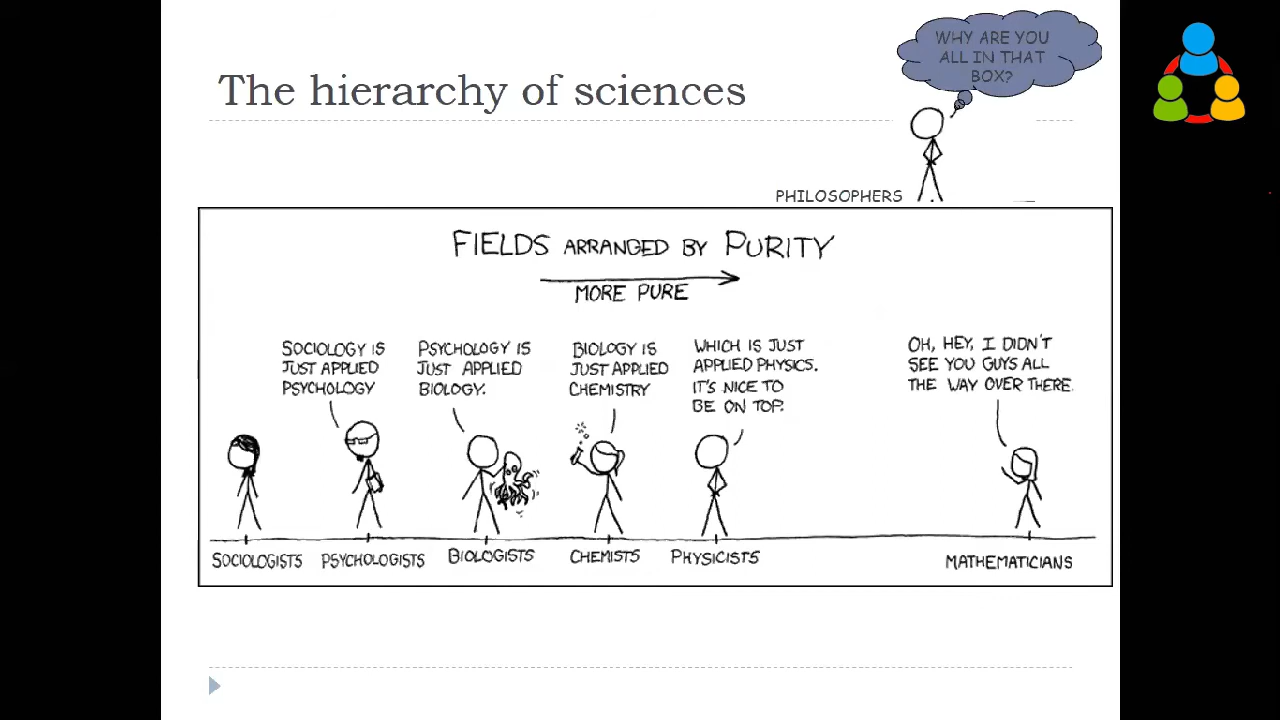 WHY ARE YOU
ALL IN THAT
BOX?
The hierarchy of sciences
PHILOSOPHERS
FIELDS ARRANGED BY PURITY
MORE PURE
SOCIOLOGY IS
JUST APPLIED
PSYCHOLOGY
PSYCHOLOGY IS
JUST APPLIED
BIOLOGY.
BIOLOGY IS
JUST APPLIED
CHEMISTRY
WHICH IS JUST
APPLIED PHYSICS.
IT'S NICE TO
BE ON TOP.
OH, HEY, I DIDN'T
SEE YOU GUYS ALL
THE WAY OVER THERE.
SOCIOLOGISTS
PSYCHOLOGISTS
BIOLOGISTS
CHEMISTS
PHYSICISTS
MATHEMATICIANS